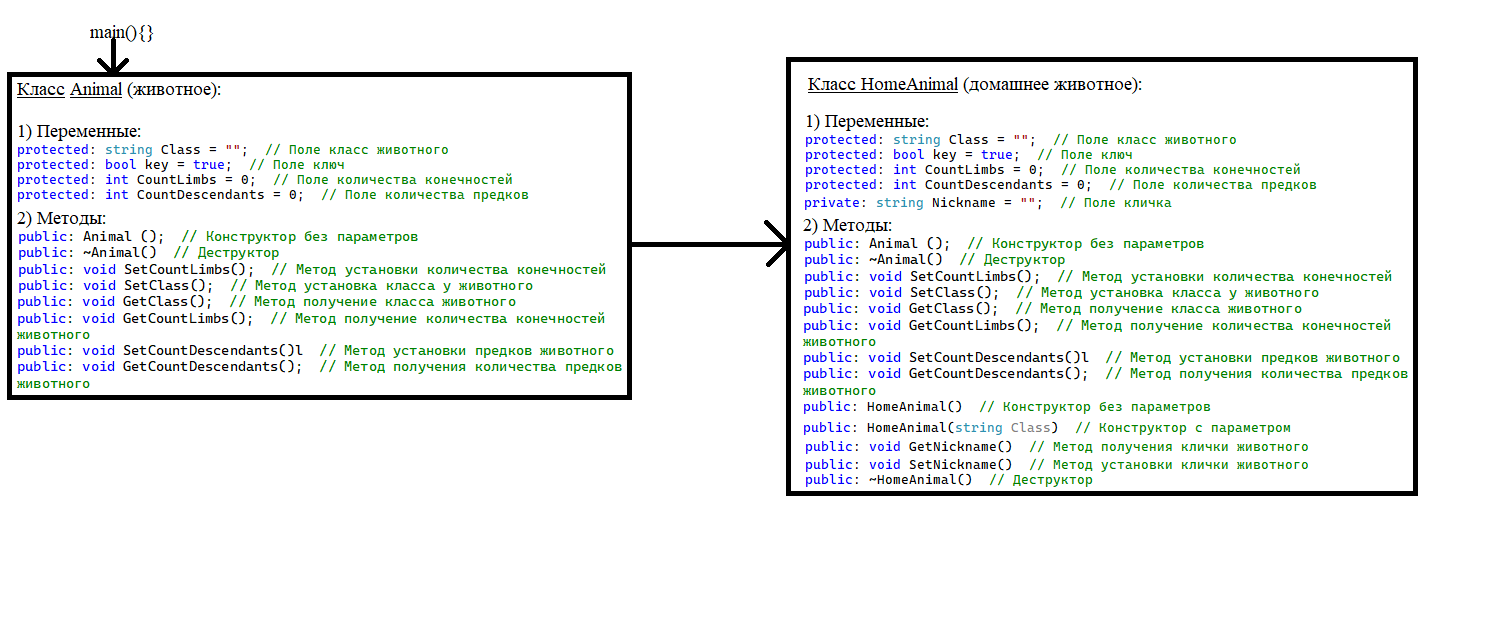 main(){}
Класс Animal (животное):
1) Переменные:
protected: string Class = ""; // Поле класс животного
protected: bool key = true; // Поле ключ
protected: int CountLimbs = 0; // Поле количества конечностей
protected: int CountDescendants = 0; // Поле количества предков
2) Методы:
public: Animal (); // Конструктор без параметров
public: ~Animal() // Деструктор
public: void SetCountLimbs(); // Метод установки количества конечностей
public: void SetClass(); // Метод установка класса у животного
public: void GetClass(); // Метод получение класса животного
public: void GetCountLimbs(); // Метод получение количества конечностей
животного
public: void SetCountDescendants()l // Метод установки предков животного
public: void GetCountDescendants(); // Метод получения количества предков
животного
Класс HomeAnimal (домашнее животное):
1) Переменные:
protected: string Class = ""; // Поле класс животного
protected: bool key = true; // Поле ключ
protected: int CountLimbs = 0; // Поле количества конечностей
protected: int CountDescendants = 0; // Поле количества предков
private: string Nickname = ""; // Поле кличка
2) Методы:
public: Animal (); // Конструктор без параметров
public: ~Animal() // Деструктор
public: void SetCountLimbs(); // Метод установки количества конечностей
public: void SetClass(); // Метод установка класса у животного
public: void GetClass(); // Метод получение класса животного
public: void GetCountLimbs(); // Метод получение количества конечностей
животного
public: void SetCountDescendants()l // Метод установки предков животного
public: void GetCountDescendants(); // Метод получения количества предков
животного
public: HomeAnimal() // Конструктор без параметров
public: HomeAnimal(string Class) // Конструктор с параметром
public: void GetNickname() // Метод получения клички животного
public: void SetNickname() // Метод установки клички животного
public: ~HomeAnimal() // Деструктор